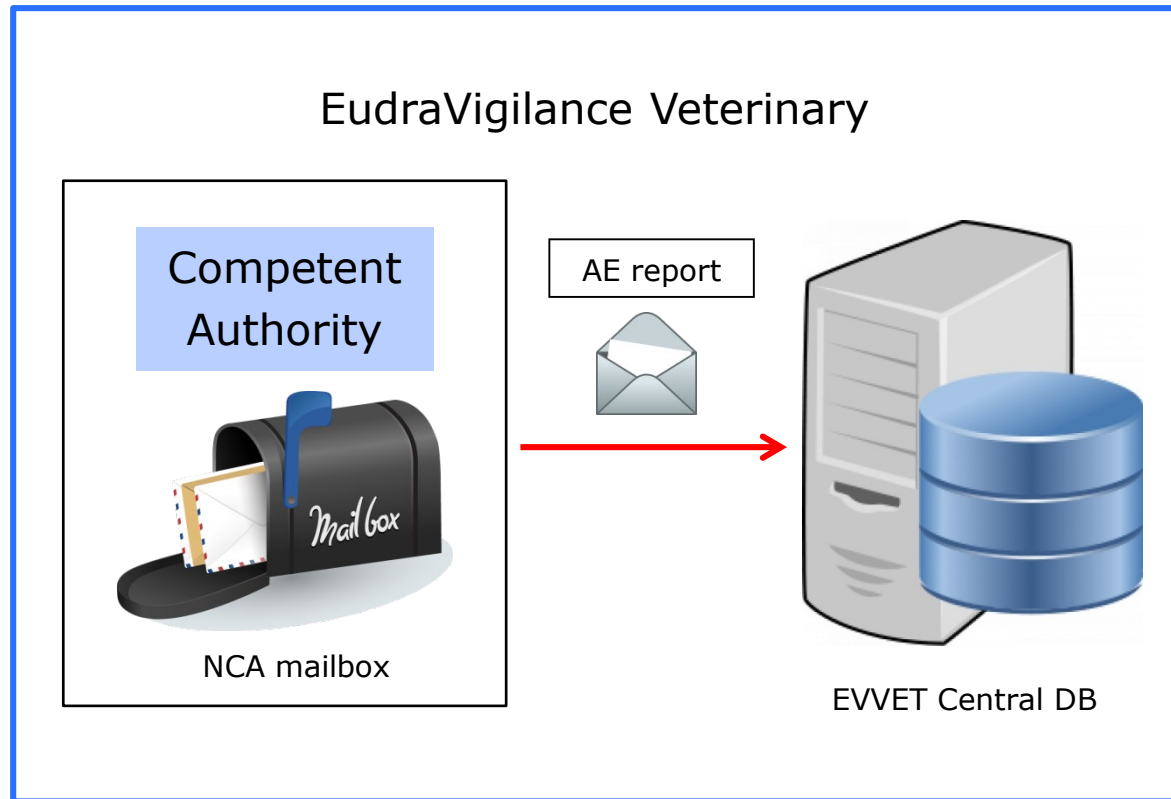 EudraVigilance Veterinary
Competent
Authority
AE report
Mail box
NCA mailbox
EVVET Central DB